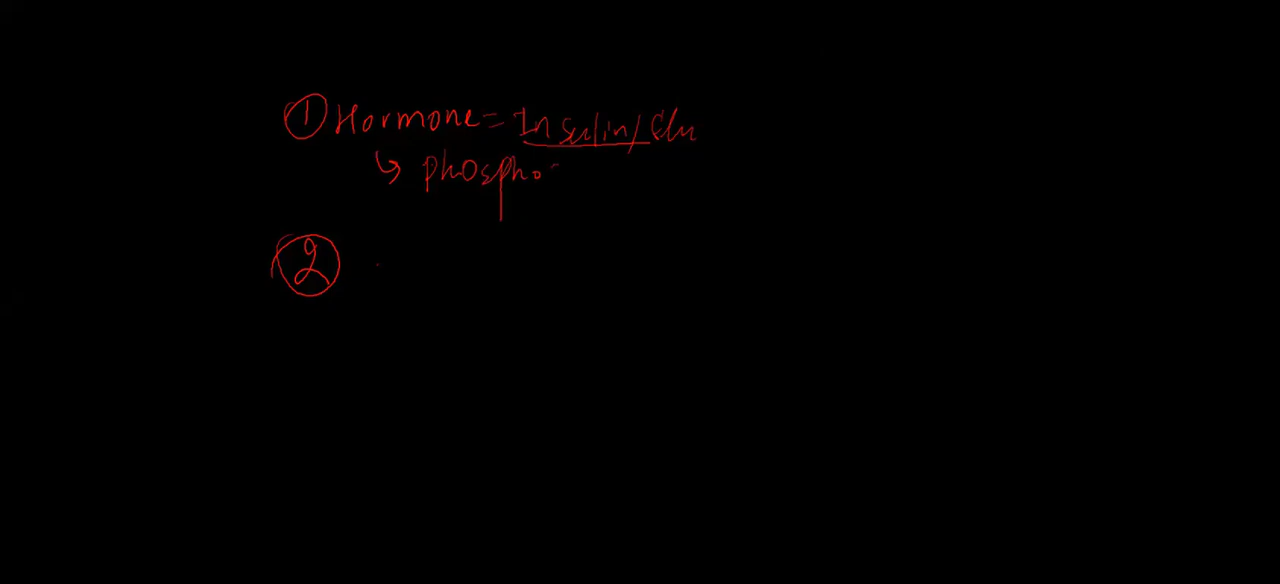 ① Hormone = Insulin/Glu
↳ phospho
②